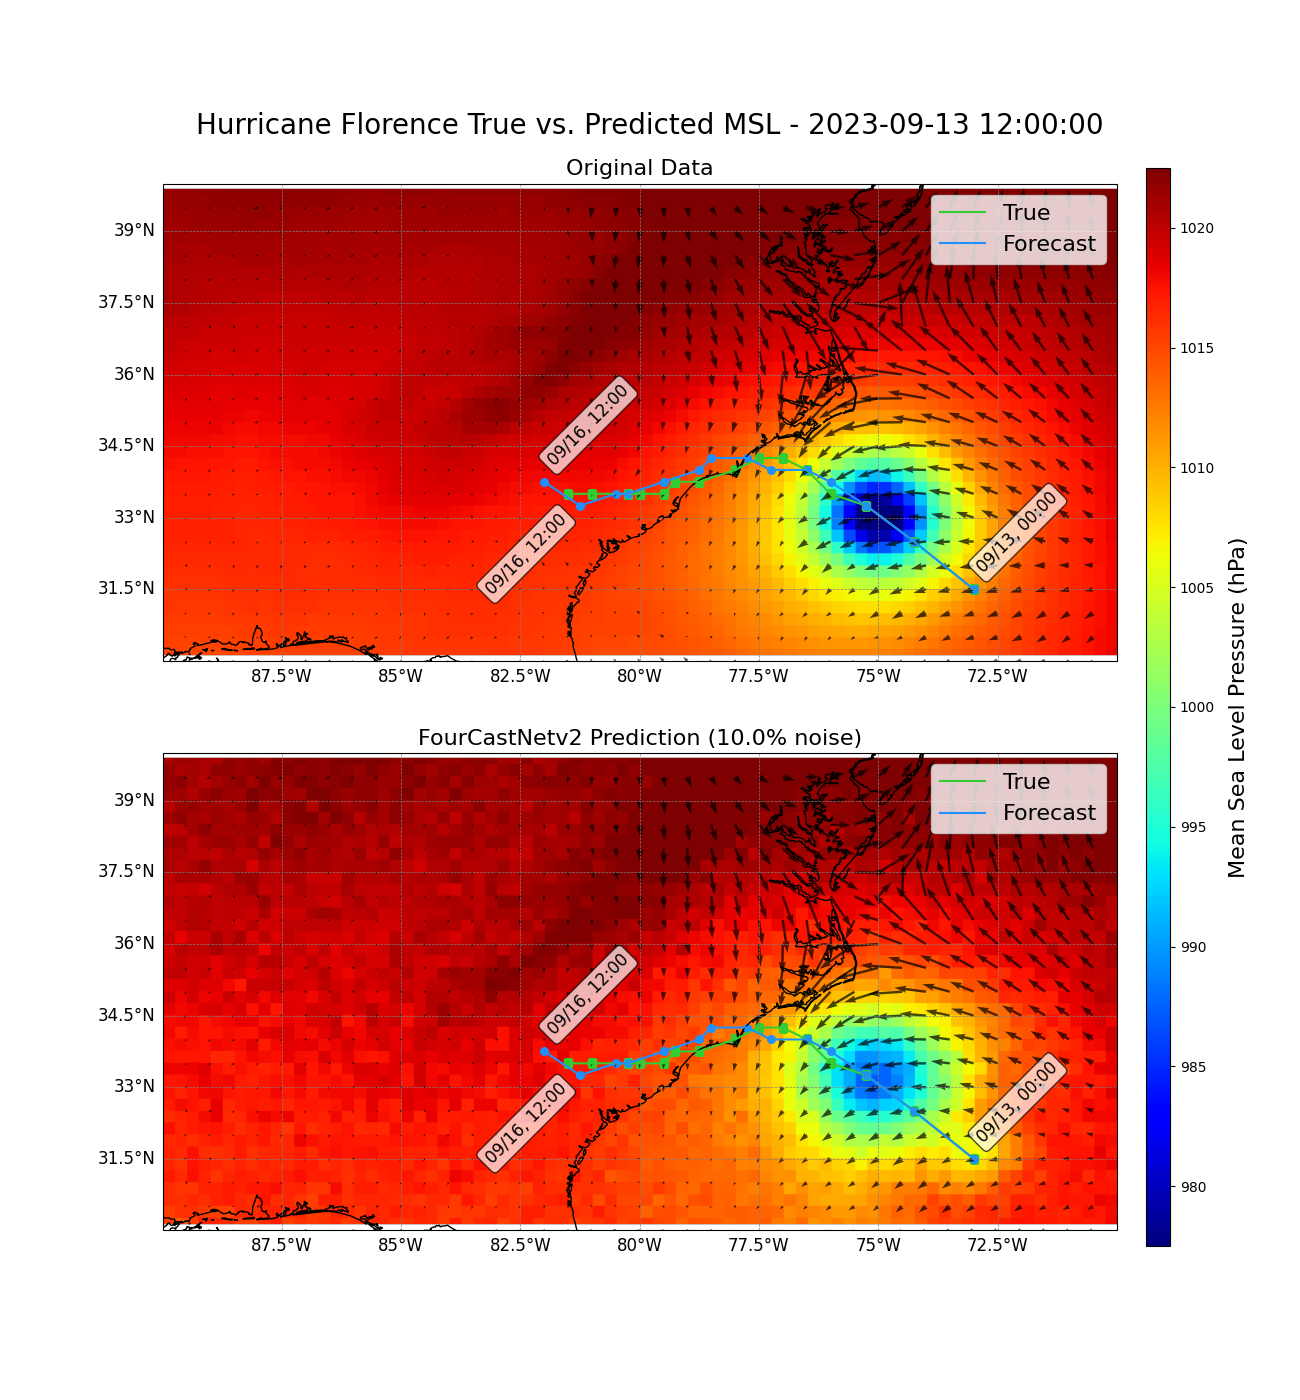 Hurricane Florence True vs. Predicted MSL - 2023-09-13 12:00:00
Original Data
True
Forecast
39°N
37.5°N
36°N
34.5°N
33°N
31.5°N
09/16, 12:00
09/16, 12:00
09/13, 00:00
87.5°W 85°W 82.5°W 80°W 77.5°W 75°W 72.5°W
FourCastNetv2 Prediction (10.0% noise)
True
Forecast
39°N
37.5°N
36°N
34.5°N
33°N
31.5°N
09/16, 12:00
09/16, 12:00
09/13, 00:00
87.5°W 85°W 82.5°W 80°W 77.5°W 75°W 72.5°W
1020
1015
1010
1005
1000
995
990
985
980
Mean Sea Level Pressure (hPa)